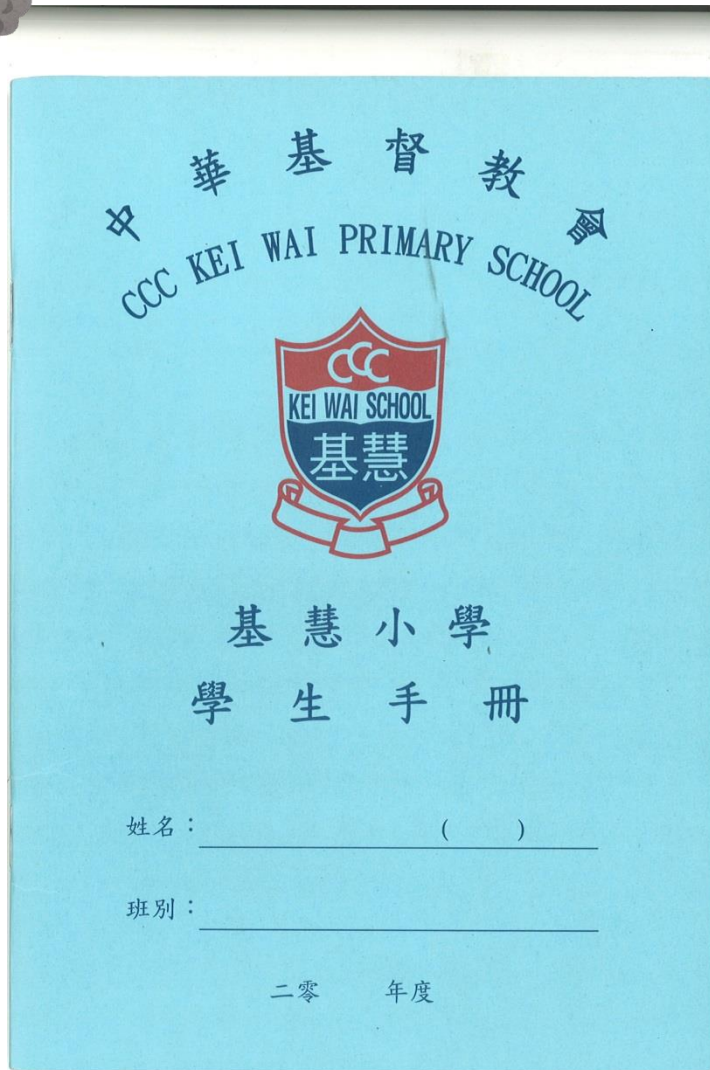 中華基督教會
CCC KEI WAI PRIMARY SCHOOL
CCC
KEI WAI SCHOOL
基慧
基慧小學
學生手冊
姓名：                    (     )
班別：
二零     年度